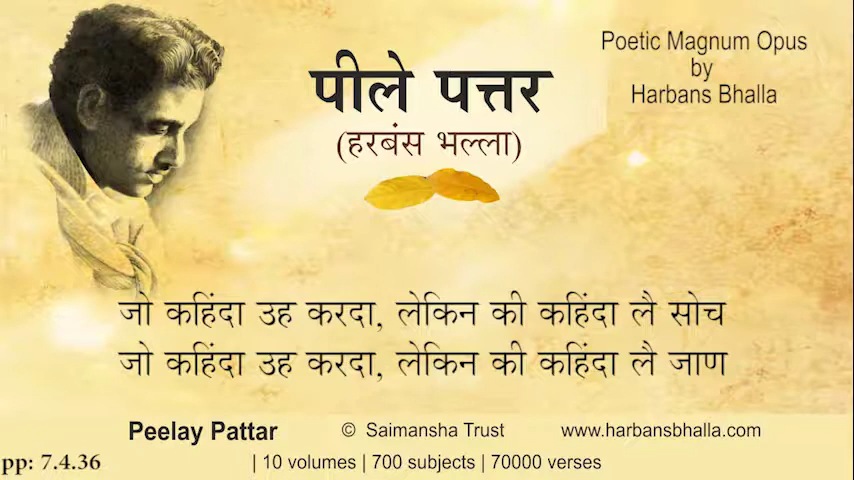 पीले पत्तर
(हरबंस भल्ला)
Poetic Magnum Opus
by
Harbans Bhalla
जो कहिंदा उह करदा, लेकिन की कहिंदा लै सोच
जो कहिंदा उह करदा, लेकिन की कहिंदा लै जाण
Peelay Pattar © Saimansha Trust www.harbansbhalla.com
pp: 7.4.36 | 10 volumes | 700 subjects | 70000 verses